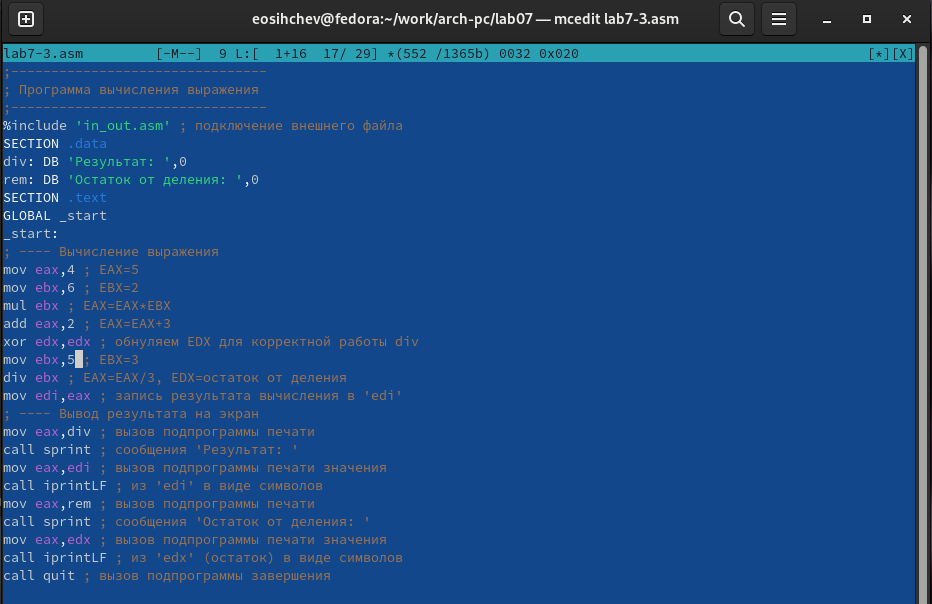 eosihchev@fedora:~/work/arch-pc/lab07 — mcedit lab7-3.asm
lab7-3.asm [-M--] 9 L:[ 1+16 17/ 29] *(552 /1365b) 0032 0x020 [*][X]
;--------------------------------
; Программа вычисления выражения
;--------------------------------
%include 'in_out.asm' ; подключение внешнего файла
SECTION .data
div: DB 'Результат: ',0
rem: DB 'Остаток от деления: ',0
SECTION .text
GLOBAL _start
_start:
; ---- Вычисление выражения
mov eax,4 ; EAX=5
mov ebx,6 ; EBX=2
mul ebx ; EAX=EAX*EBX
add eax,2 ; EAX=EAX+3
xor edx,edx ; обнуляем EDX для корректной работы div
mov ebx,5 ; EBX=3
div ebx ; EAX=EAX/3, EDX=остаток от деления
mov edi,eax ; запись результата вычисления в 'edi'
; ---- Вывод результата на экран
mov eax,div ; вызов подпрограммы печати
call sprint ; сообщения 'Результат: '
mov eax,edi ; вызов подпрограммы печати значения
call iprintLF ; из 'edi' в виде символов
mov eax,rem ; вызов подпрограммы печати
call sprint ; сообщения 'Остаток от деления: '
mov eax,edx ; вызов подпрограммы печати значения
call iprintLF ; из 'edx' (остаток) в виде символов
call quit ; вызов подпрограммы завершения